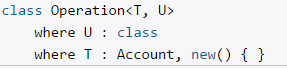 class Operation<T, U>
    where U : class
    where T : Account, new() { }